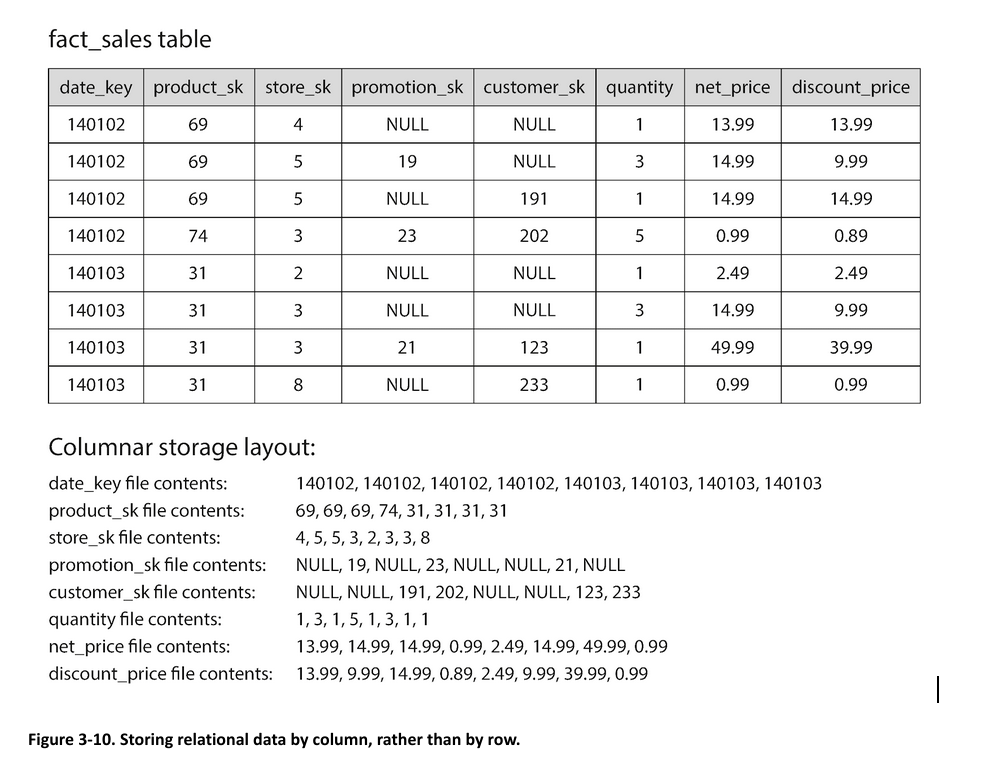 fact_sales table
date_key product_sk store_sk promotion_sk customer_sk quantity net_price discount_price
140102 69 4 NULL NULL 1 13.99 13.99
140102 69 5 19 NULL 3 14.99 9.99
140102 69 5 NULL 191 1 14.99 14.99
140102 74 3 23 202 5 0.99 0.89
140103 31 2 NULL NULL 1 2.49 2.49
140103 31 3 NULL NULL 3 14.99 9.99
140103 31 3 21 123 1 49.99 39.99
140103 31 8 NULL 233 1 0.99 0.99
Columnar storage layout:
date_key file contents: 140102, 140102, 140102, 140102, 140103, 140103, 140103, 140103
product_sk file contents: 69, 69, 69, 74, 31, 31, 31, 31
store_sk file contents: 4, 5, 5, 3, 2, 3, 3, 8
promotion_sk file contents: NULL, 19, NULL, 23, NULL, NULL, 21, NULL
customer_sk file contents: NULL, NULL, 191, 202, NULL, NULL, 123, 233
quantity file contents: 1, 3, 1, 5, 1, 3, 1, 1
net_price file contents: 13.99, 14.99, 14.99, 0.99, 2.49, 14.99, 49.99, 0.99
discount_price file contents: 13.99, 9.99, 14.99, 0.89, 2.49, 9.99, 39.99, 0.99
Figure 3-10. Storing relational data by column, rather than by row.